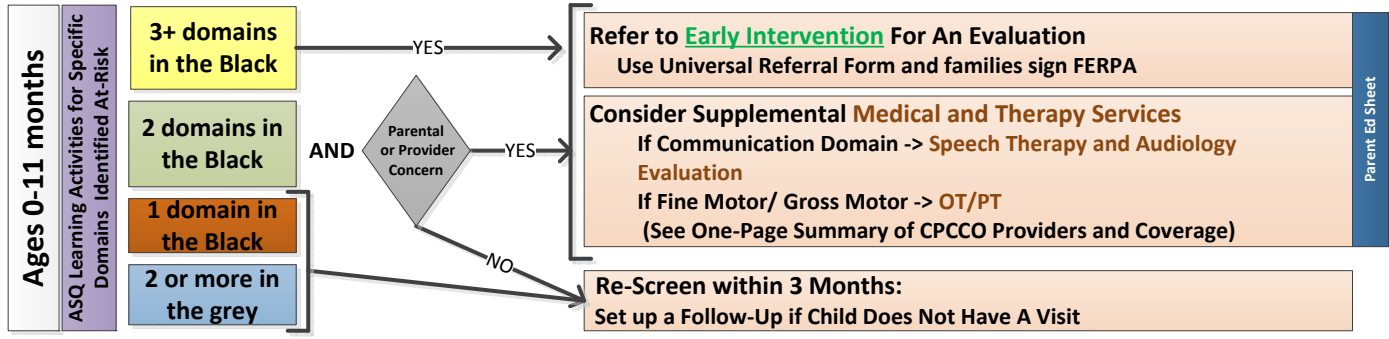 Ages 0-11 months
ASQ Learning Activities for Specific
Domains Identified At-Risk
3+ domains
in the Black
2 domains in
the Black
1 domain in
the Black
2 or more in
the grey
AND
Parental
or Provider
Concern
YES
YES
NO
Refer to Early Intervention For An Evaluation
Use Universal Referral Form and families sign FERPA
Consider Supplemental Medical and Therapy Services
If Communication Domain -> Speech Therapy and Audiology
Evaluation
If Fine Motor/ Gross Motor -> OT/PT
(See One-Page Summary of CPCCO Providers and Coverage)
Re-Screen within 3 Months:
Set up a Follow-Up if Child Does Not Have A Visit
Parent Ed Sheet